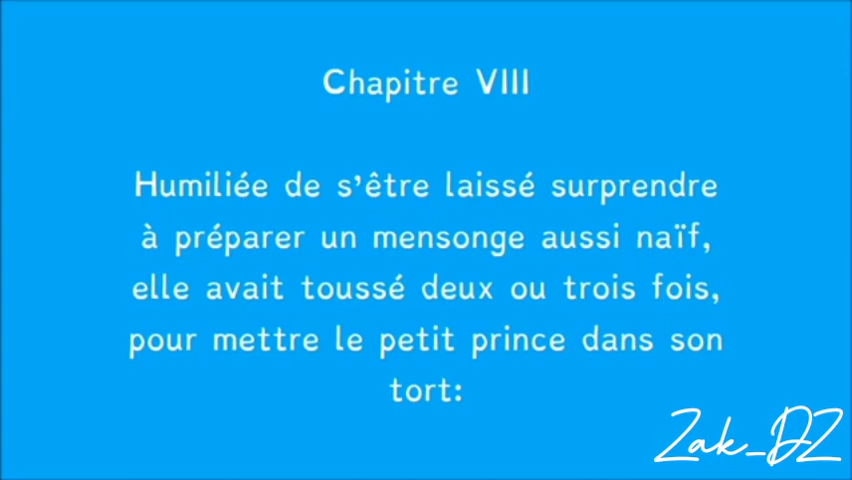 Chapitre VIII
Humiliée de s'être laissé surprendre
à préparer un mensonge aussi naïf,
elle avait toussé deux ou trois fois,
pour mettre le petit prince dans son
tort:
Zak_DZ